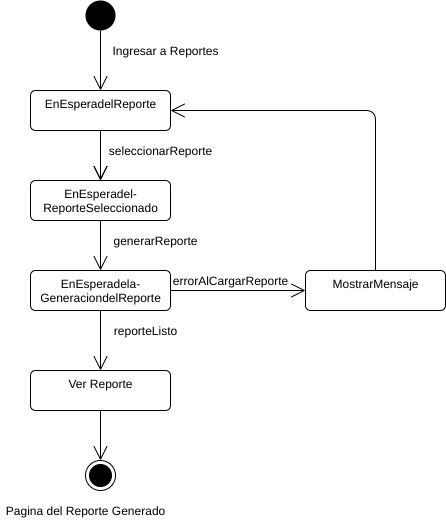 Ingresar a Reportes
EnEsperadelReporte
seleccionarReporte
EnEsperadel-
ReporteSeleccionado
generarReporte
EnEsperadela-
GeneraciondelReporte
errorAlCargarReporte
MostrarMensaje
reporteListo
Ver Reporte
Pagina del Reporte Generado